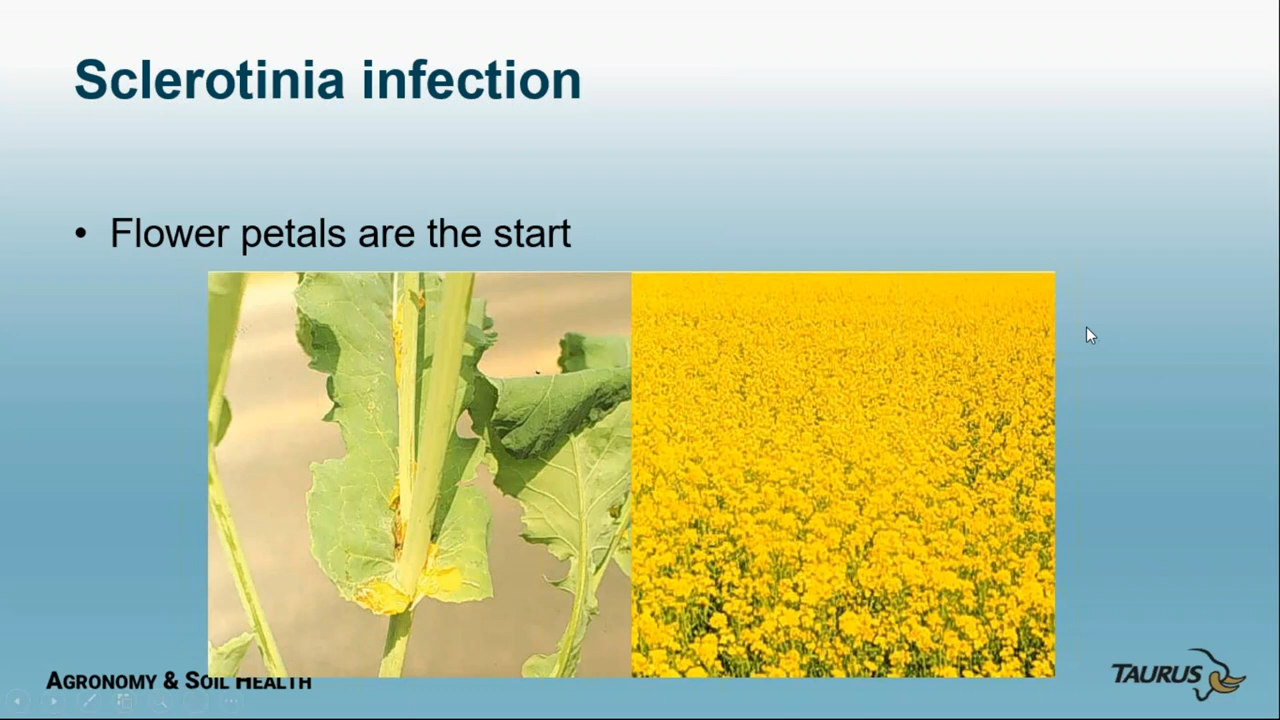 Sclerotinia infection
• Flower petals are the start
AGRONOMY & SOIL HEALTH
TAURUS